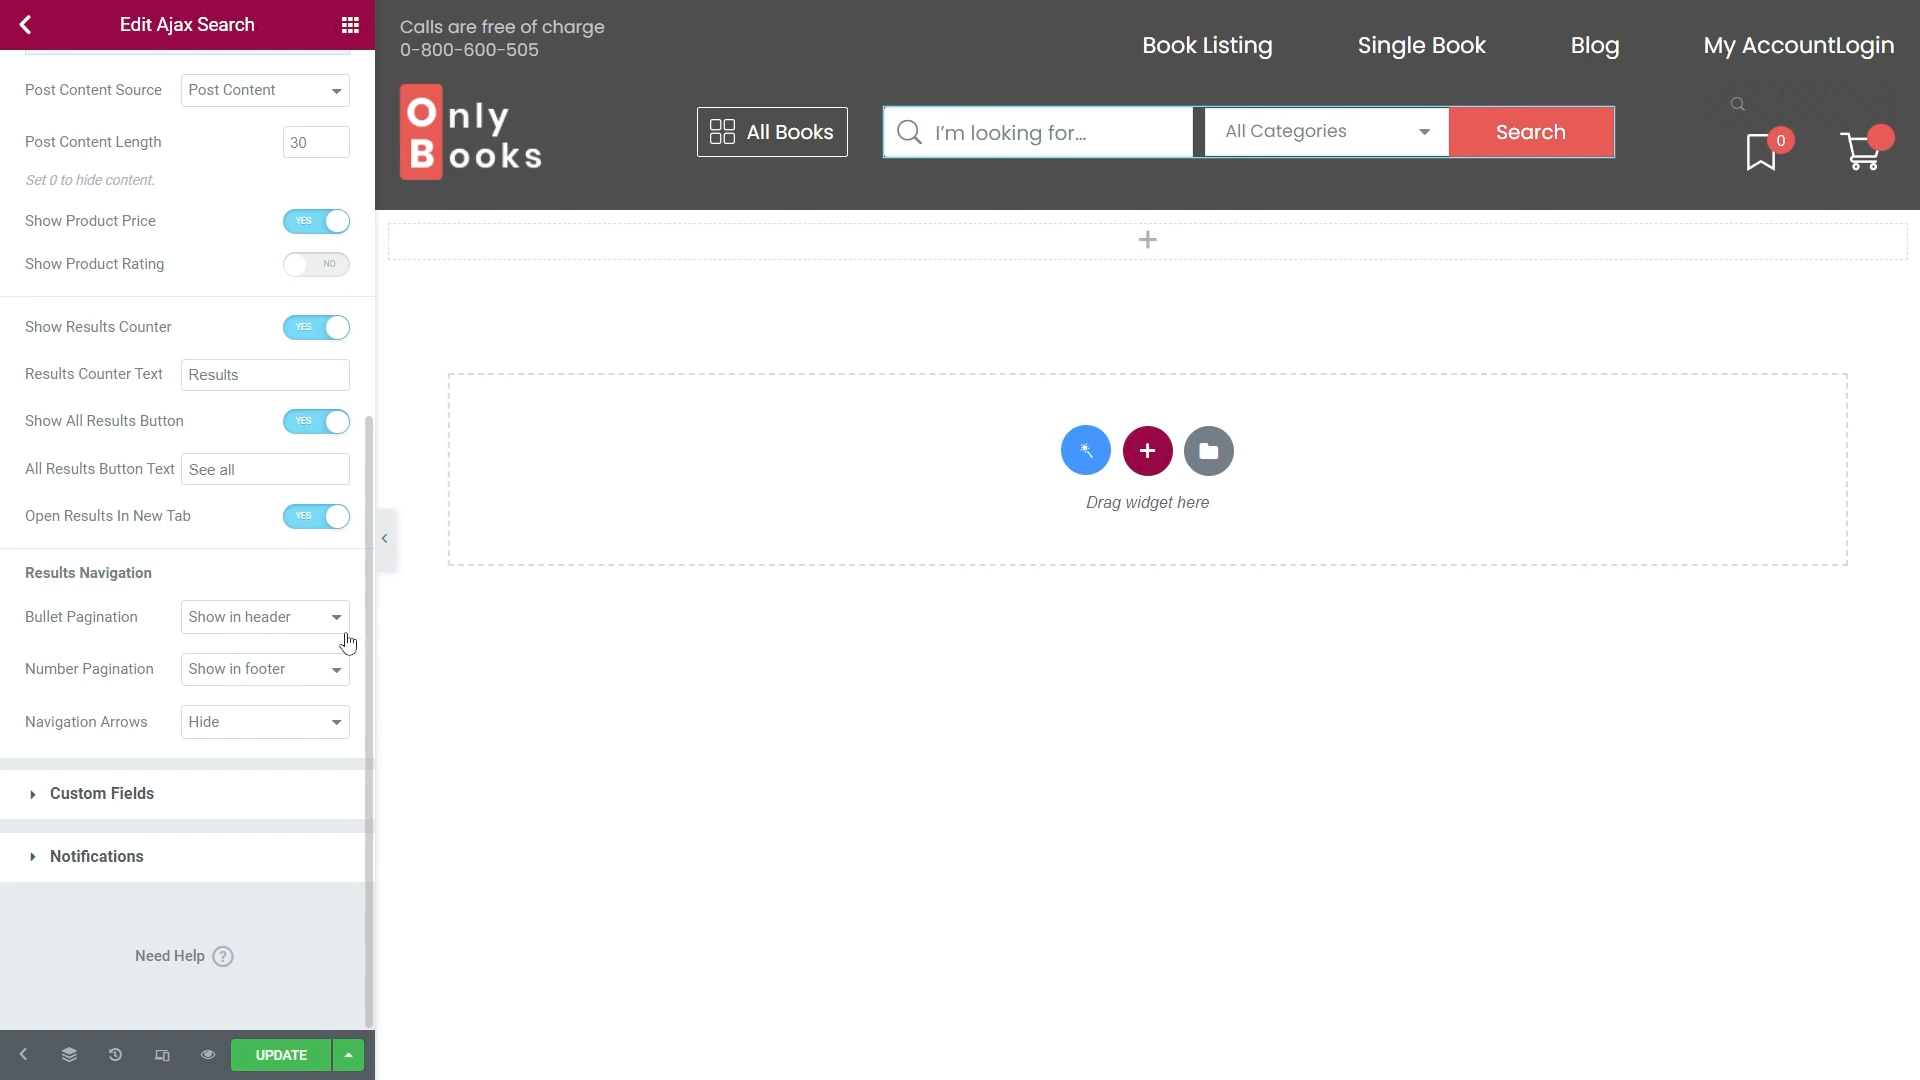 Edit Ajax Search
Post Content Source Post Content
Post Content Length 30
Set 0 to hide content.
Show Product Price YES
Show Product Rating NO
Show Results Counter YES
Results Counter Text Results
Show All Results Button YES
All Results Button Text See all
Open Results In New Tab YES
Results Navigation
Bullet Pagination Show in header
Number Pagination Show in footer
Navigation Arrows Hide
Custom Fields
Notifications
Need Help ?
UPDATE
Calls are free of charge
0-800-600-505
Book Listing Single Book Blog My AccountLogin
Only
Books
All Books I'm looking for... All Categories Search 0
Drag widget here